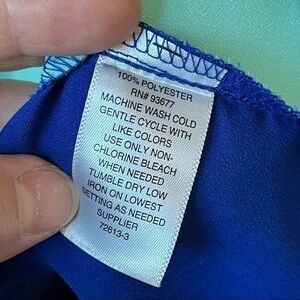 100% POLYESTER
RN# 93677
MACHINE WASH COLD
GENTLE CYCLE WITH
LIKE COLORS
USE ONLY NON-
CHLORINE BLEACH
WHEN NEEDED
TUMBLE DRY LOW
IRON ON LOWEST
SETTING AS NEEDED
SUPPLIER
72613-3